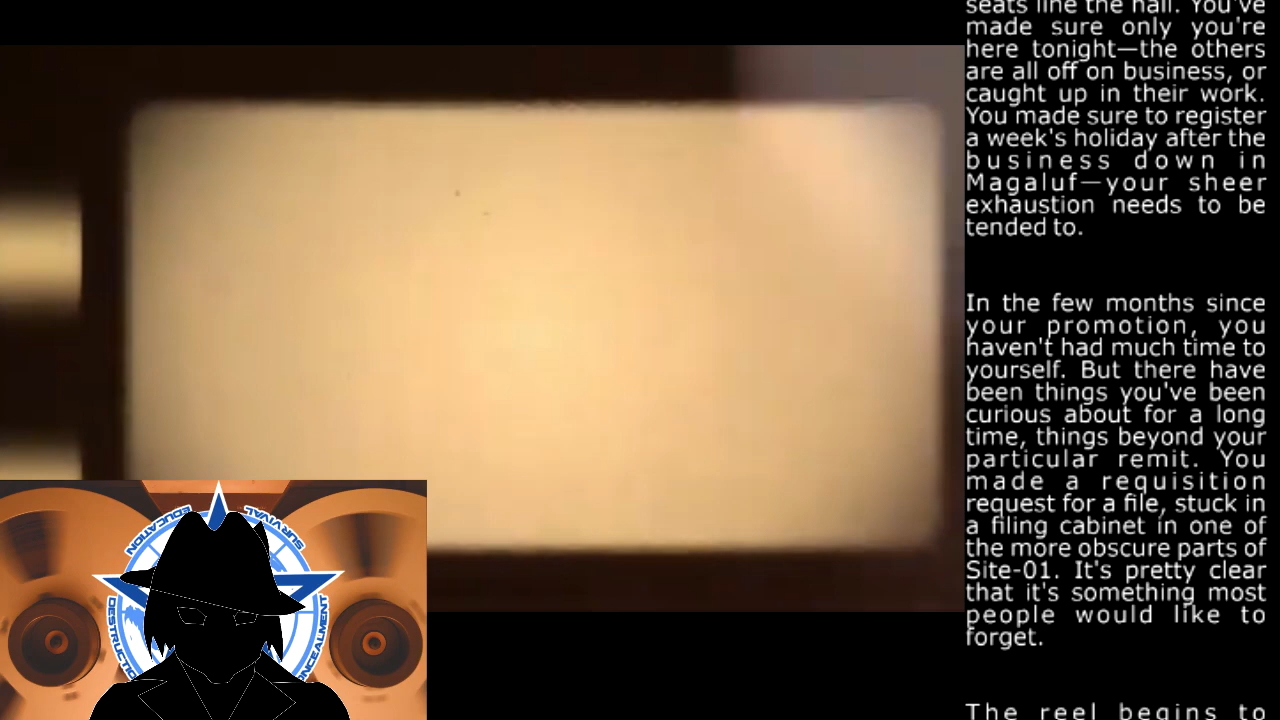 seats line the hall. You've
made sure only you're
here tonight—the others
are all off on business, or
caught up in their work.
You made sure to register
a week's holiday after the
business down in
Magaluf—your sheer
exhaustion needs to be
tended to.
In the few months since
your promotion, you
haven't had much time to
yourself. But there have
been things you've been
curious about for a long
time, things beyond your
particular remit. You
made a requisition
request for a file, stuck in
a filing cabinet in one of
the more obscure parts of
Site-01. It's pretty clear
that it's something most
people would like to
forget.
The reel begins to
EDUCATION
SURVIVAL
DESTRUCTION
ONCEALMENT